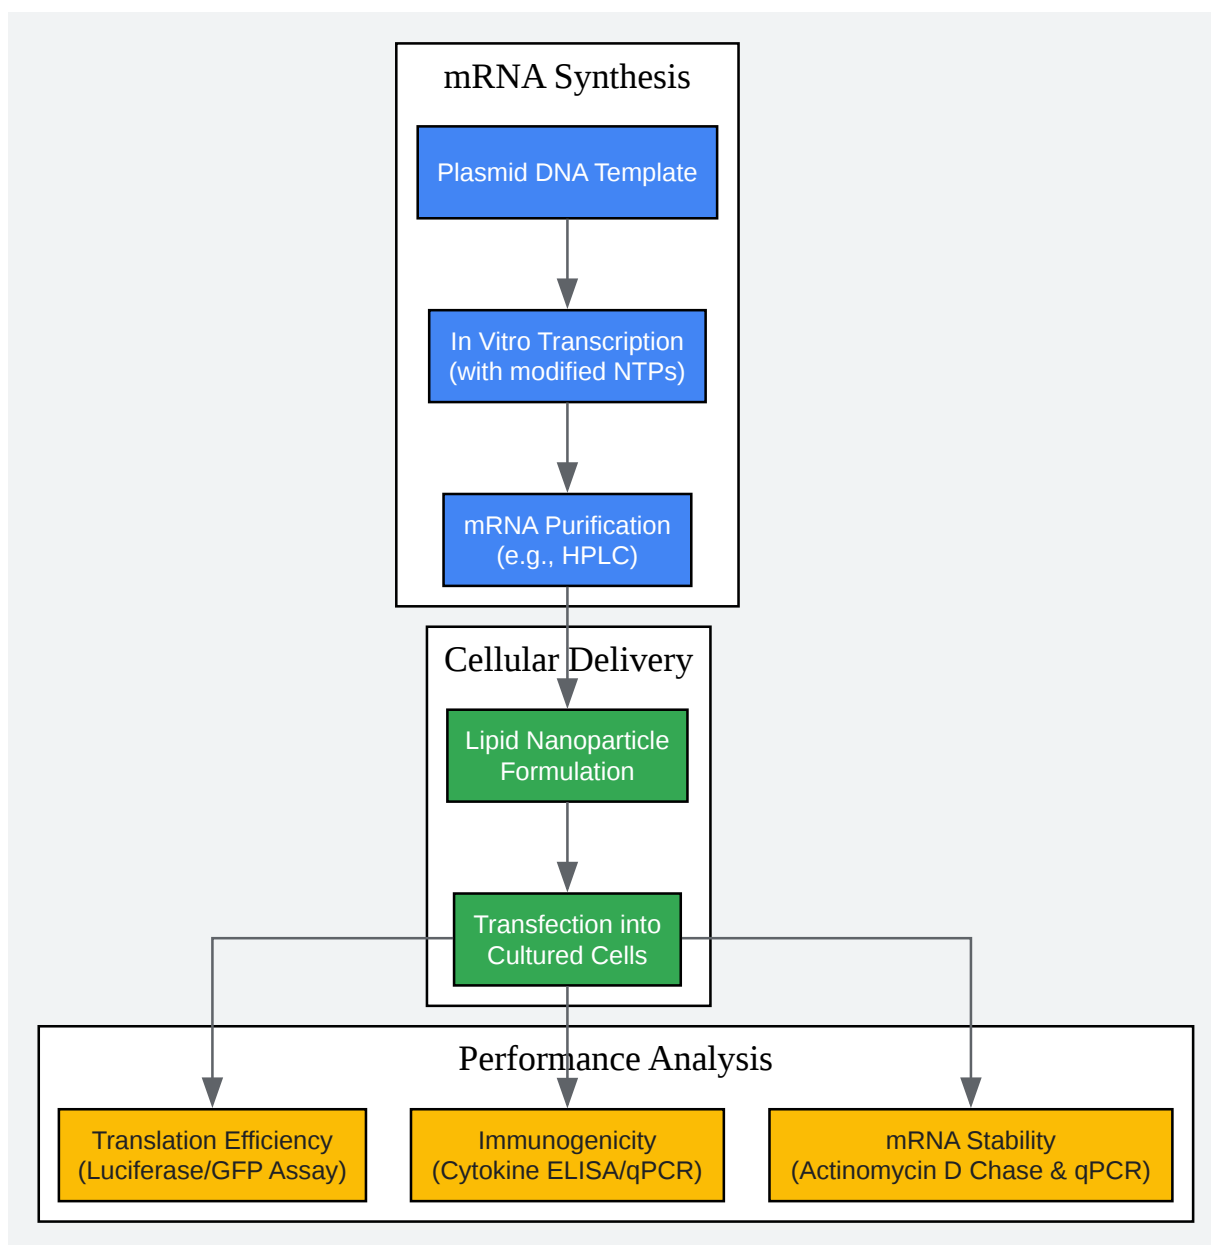 mRNA Synthesis
Plasmid DNA Template
In Vitro Transcription
(with modified NTPs)
mRNA Purification
(e.g., HPLC)
Cellular Delivery
Lipid Nanoparticle
Formulation
Transfection into
Cultured Cells
Performance Analysis
Translation Efficiency
(Luciferase/GFP Assay)
Immunogenicity
(Cytokine ELISA/qPCR)
mRNA Stability
(Actinomycin D Chase & qPCR)